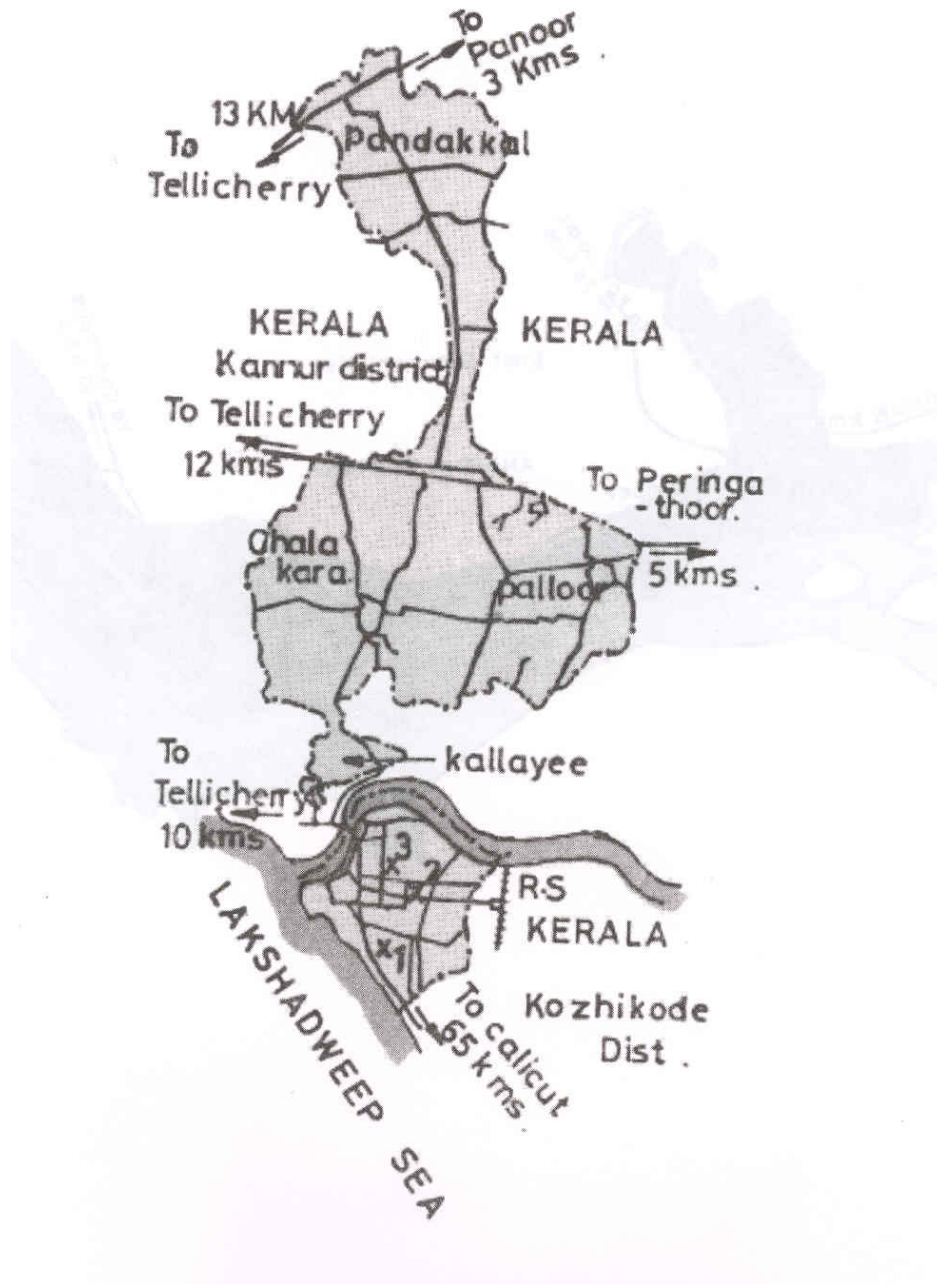 To
Panoor
3 Kms .
13 KM
To
Tellicherry
Pandakkal
KERALA
Kannur district
KERALA
To Tellicherry
12 kms
To Peringa
-thoor.
5 kms .
Chala
kara.
palloor
kallayee
To
Tellicherry
10 kms
3
x
2
R.S
KERALA
x1
LAKSHADWEEP SEA
To calicut
65 k ms.
Kozhikode
Dist .